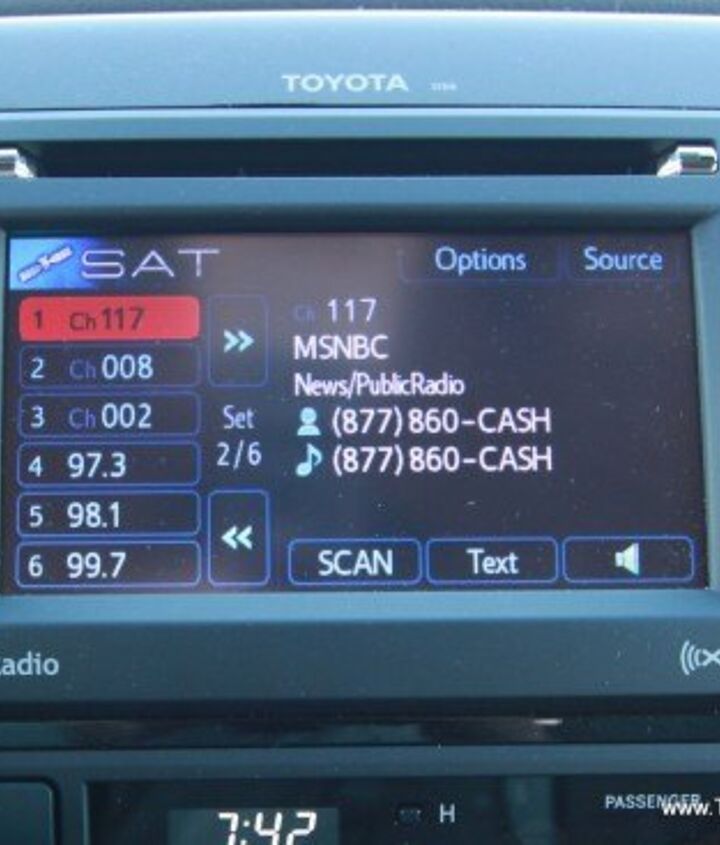 TOYOTA
SAT
Options
Source
1 Ch 117
2 Ch 008
3 Ch 002
4 97.3
5 98.1
6 99.7
Set
2/6
Ch 117
MSNBC
News/PublicRadio
(877)860-CASH
(877)860-CASH
SCAN
Text
adio
7:42
H
PASSENGER
www.T